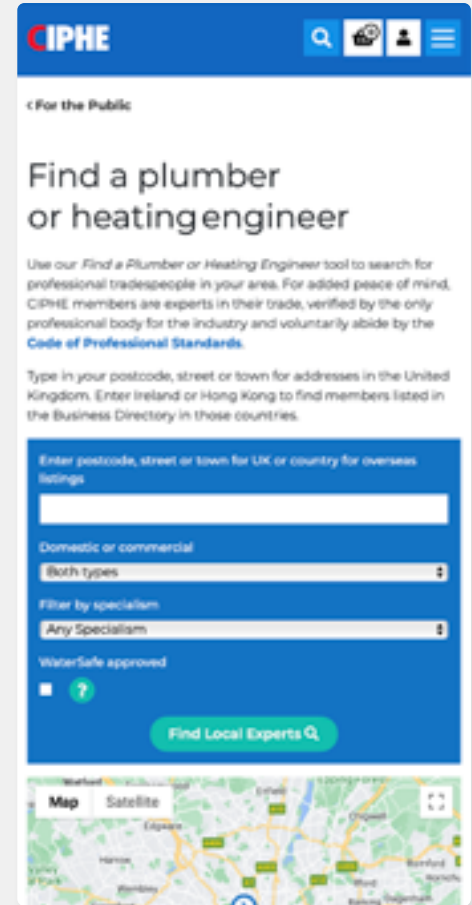 CIPHE
‹ For the Public
Find a plumber
or heating engineer
Use our Find a Plumber or Heating Engineer tool to search for
professional tradespeople in your area. For added peace of mind,
CIPHE members are experts in their trade, verified by the only
professional body for the industry and voluntarily abide by the
Code of Professional Standards.
Type in your postcode, street or town for addresses in the United
Kingdom. Enter Ireland or Hong Kong to find members listed in
the Business Directory in those countries.
Enter postcode, street or town for UK or country for overseas
listings
Domestic or commercial
Both types
Filter by specialism
Any Specialism
WaterSafe approved
?
Find Local Experts
Watford
Enfield
Map Satellite
Chigwell
Edgware
Harrow
Romford
Wembley
Ilford
Barking Dagenham